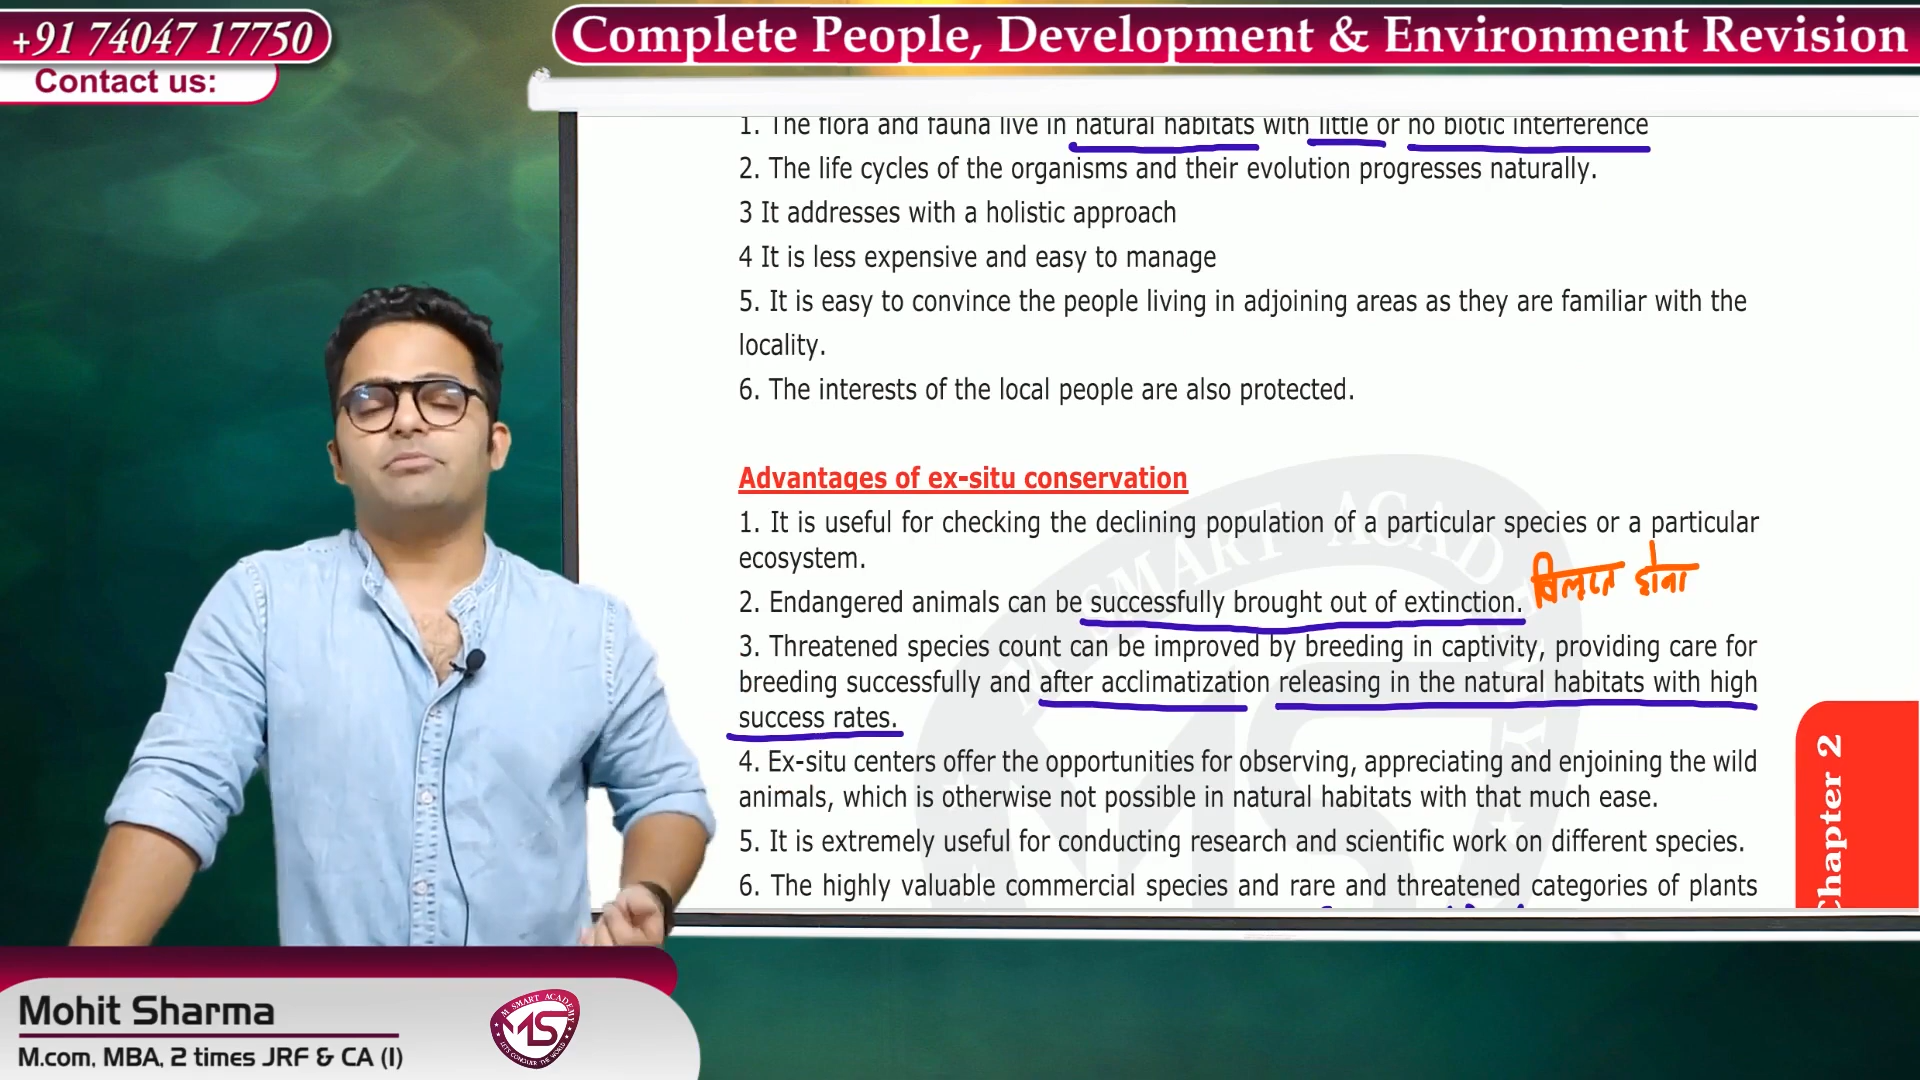 +91 74047 17750
Contact us:
Complete People, Development & Environment Revision
1. The flora and fauna live in natural habitats with little or no biotic interference
2. The life cycles of the organisms and their evolution progresses naturally.
3 It addresses with a holistic approach
4 It is less expensive and easy to manage
5. It is easy to convince the people living in adjoining areas as they are familiar with the
locality.
6. The interests of the local people are also protected.
Advantages of ex-situ conservation
1. It is useful for checking the declining population of a particular species or a particular
ecosystem.
2. Endangered animals can be successfully brought out of extinction.
होना
3. Threatened species count can be improved by breeding in captivity, providing care for
breeding successfully and after acclimatization releasing in the natural habitats with high
success rates.
4. Ex-situ centers offer the opportunities for observing, appreciating and enjoining the wild
animals, which is otherwise not possible in natural habitats with that much ease.
5. It is extremely useful for conducting research and scientific work on different species.
6. The highly valuable commercial species and rare and threatened categories of plants
Chapter 2
M SMART ACADEMY
MS
Mohit Sharma
M.com, MBA, 2 times JRF & CA (I)
M SMART ACADEMY
MS
LETS CONQUER THE WORLD